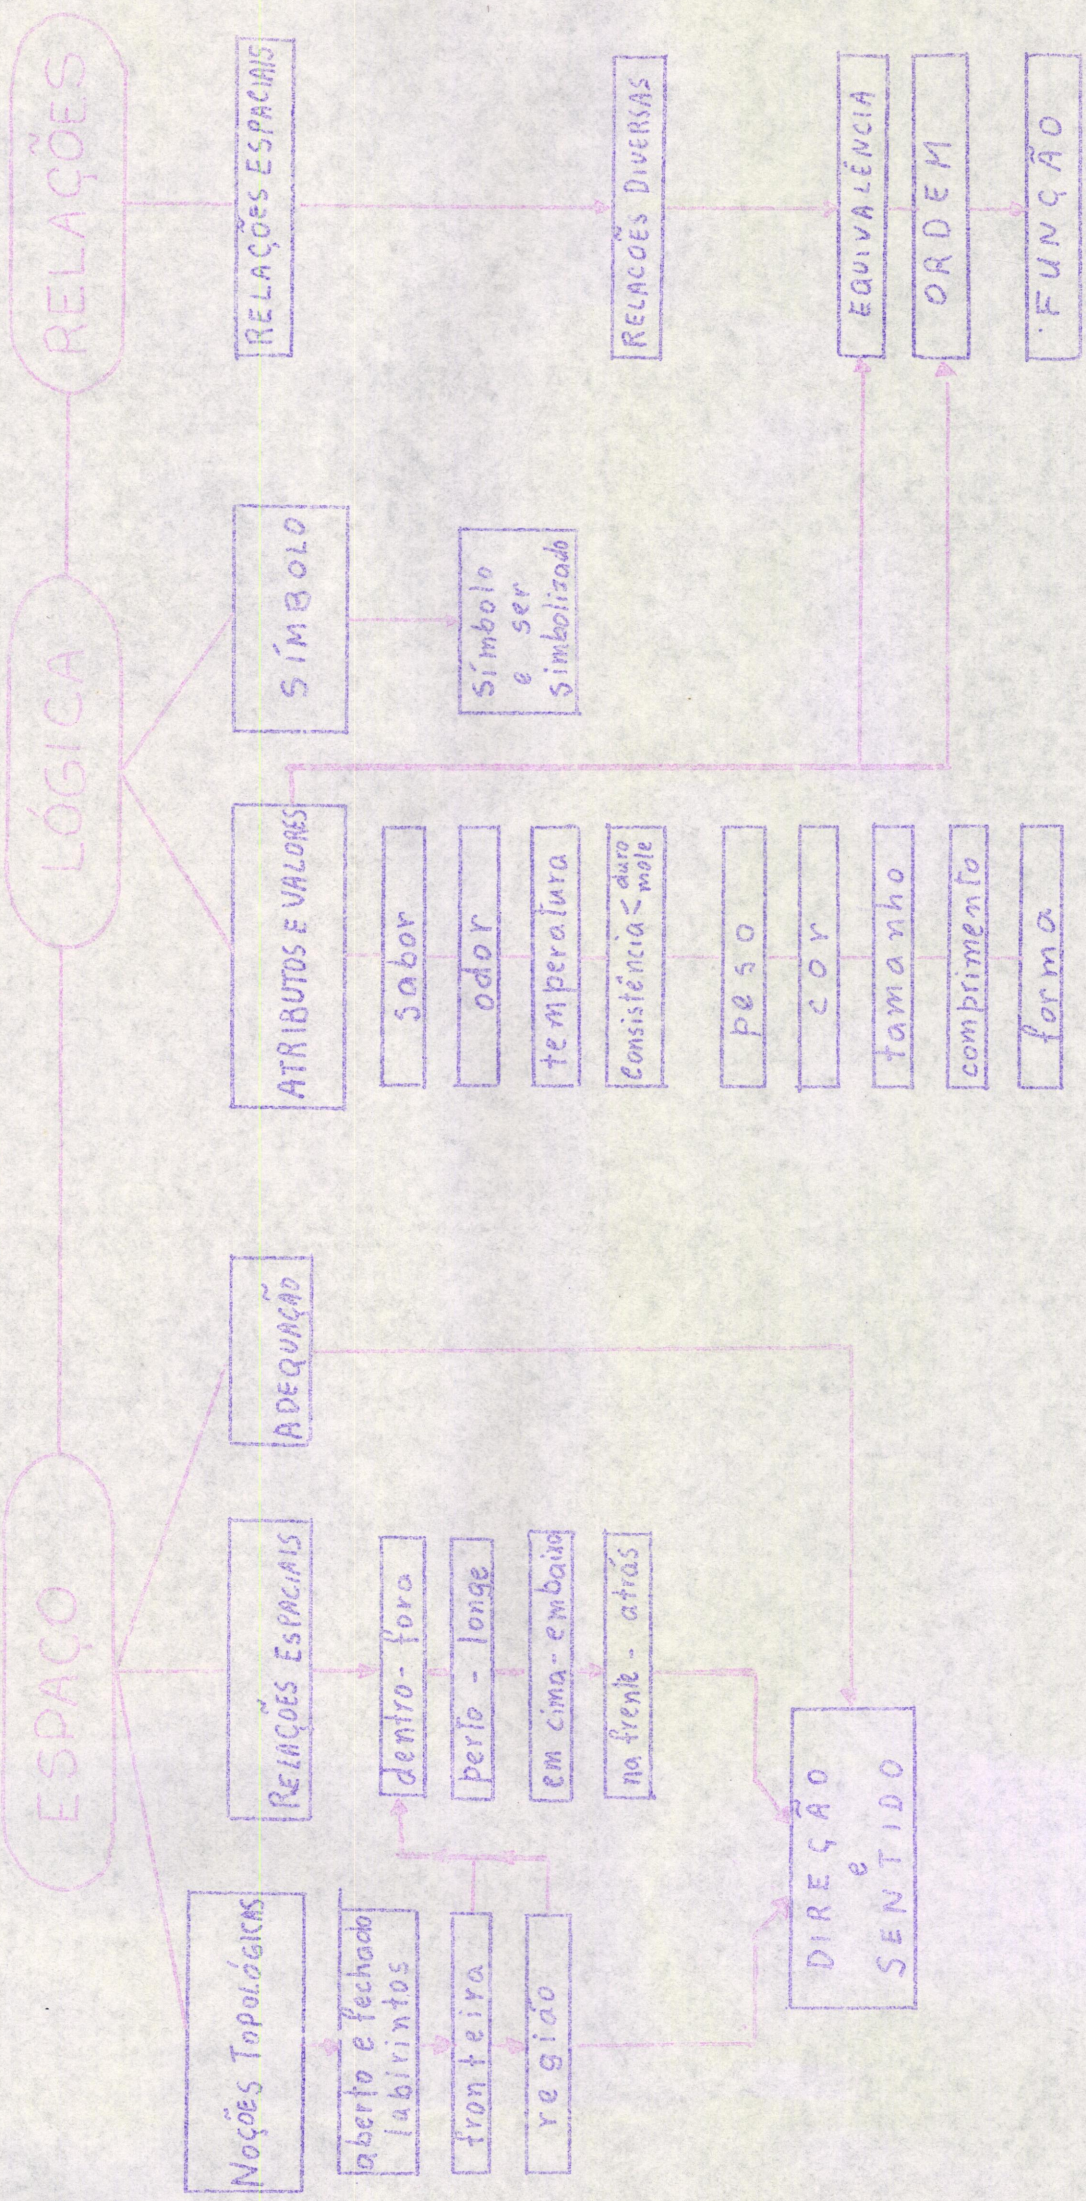 ESPAÇO
LÓGICA
RELAÇÕES
NOÇÕES TOPOLÓGICAS
aberto e fechado
labirintos
fronteira
região
RELAÇÕES ESPACIAIS
dentro - fora
perto - longe
em cima - embaixo
na frente - atrás
ADEQUAÇÃO
DIREÇÃO
e
SENTIDO
ATRIBUTOS E VALORES
sabor
odor
temperatura
Consistência < duro
mole
peso
cor
tamanho
comprimento
forma
SÍMBOLO
Símbolo
e ser
simbolizado
RELAÇÕES ESPACIAIS
RELACÕES DIVERSAS
EQUIVALÊNCIA
ORDEM
FUNÇÃO